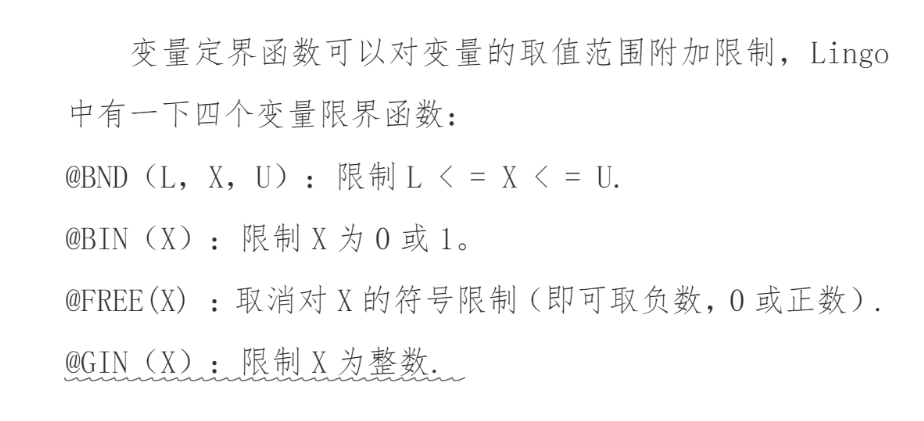 变量定界函数可以对变量的取值范围附加限制，Lingo
中有一下四个变量限界函数：
@BND（L，X，U）：限制 L < = X < = U.
@BIN（X）：限制 X 为 0 或 1。
@FREE(X) ：取消对 X 的符号限制（即可取负数，0 或正数）.
@GIN（X）：限制 X 为整数.